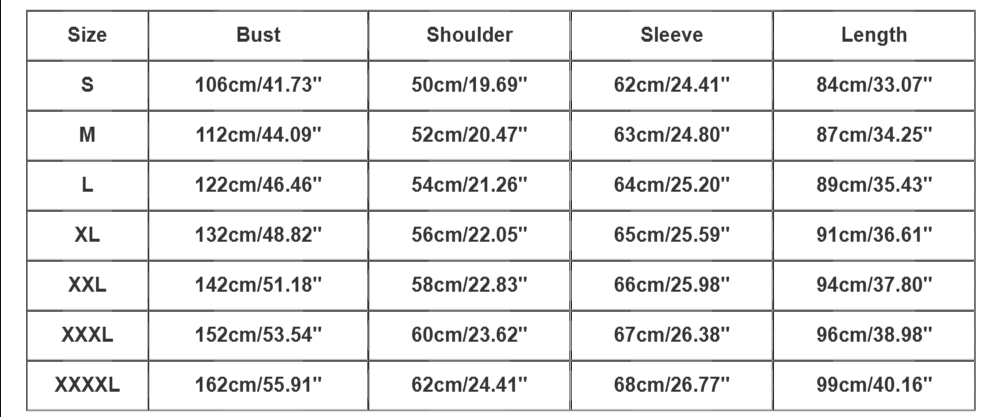 Size Bust Shoulder Sleeve Length
S 106cm/41.73" 50cm/19.69" 62cm/24.41" 84cm/33.07"
M 112cm/44.09" 52cm/20.47" 63cm/24.80" 87cm/34.25"
L 122cm/46.46" 54cm/21.26" 64cm/25.20" 89cm/35.43"
XL 132cm/48.82" 56cm/22.05" 65cm/25.59" 91cm/36.61"
XXL 142cm/51.18" 58cm/22.83" 66cm/25.98" 94cm/37.80"
XXXL 152cm/53.54" 60cm/23.62" 67cm/26.38" 96cm/38.98"
XXXXL 162cm/55.91" 62cm/24.41" 68cm/26.77" 99cm/40.16"